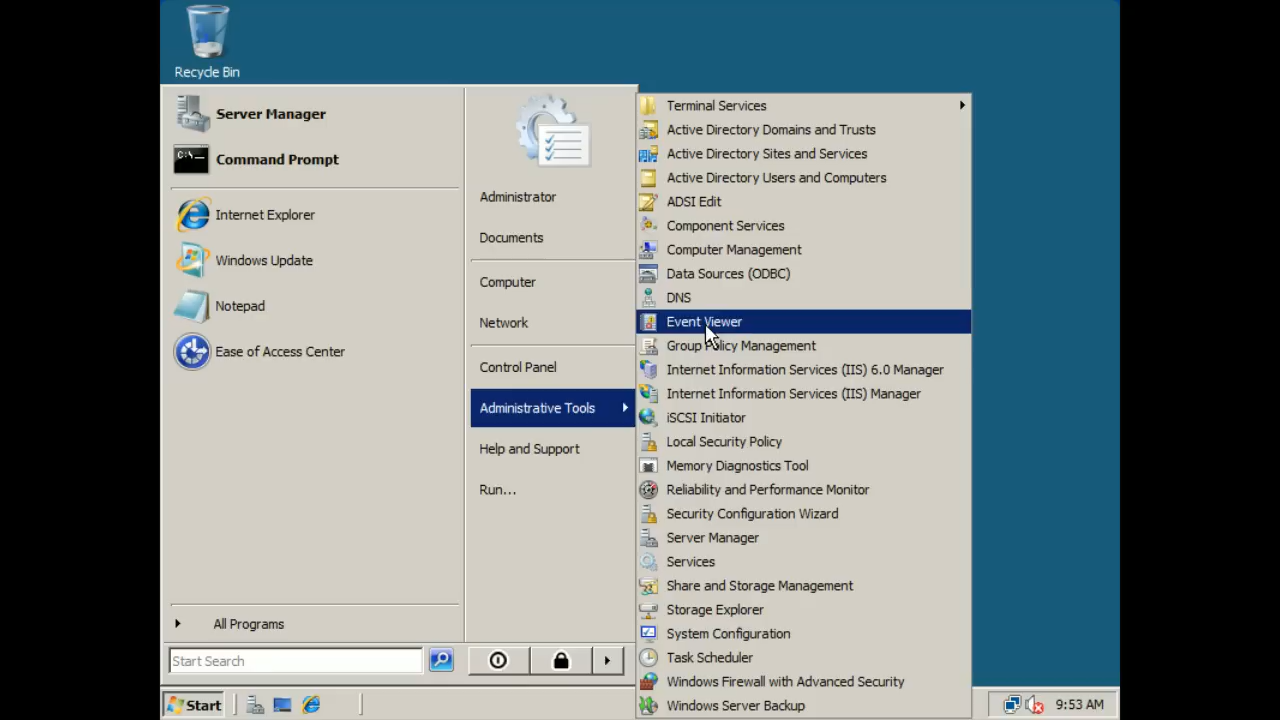 Recycle Bin
Server Manager
Command Prompt
Internet Explorer
Windows Update
Notepad
Ease of Access Center
All Programs
Start Search
Administrator
Documents
Computer
Network
Control Panel
Administrative Tools
Help and Support
Run...
Terminal Services
Active Directory Domains and Trusts
Active Directory Sites and Services
Active Directory Users and Computers
ADSI Edit
Component Services
Computer Management
Data Sources (ODBC)
DNS
Event Viewer
Group Policy Management
Internet Information Services (IIS) 6.0 Manager
Internet Information Services (IIS) Manager
iSCSI Initiator
Local Security Policy
Memory Diagnostics Tool
Reliability and Performance Monitor
Security Configuration Wizard
Server Manager
Services
Share and Storage Management
Storage Explorer
System Configuration
Task Scheduler
Windows Firewall with Advanced Security
Windows Server Backup
Start
9:53 AM